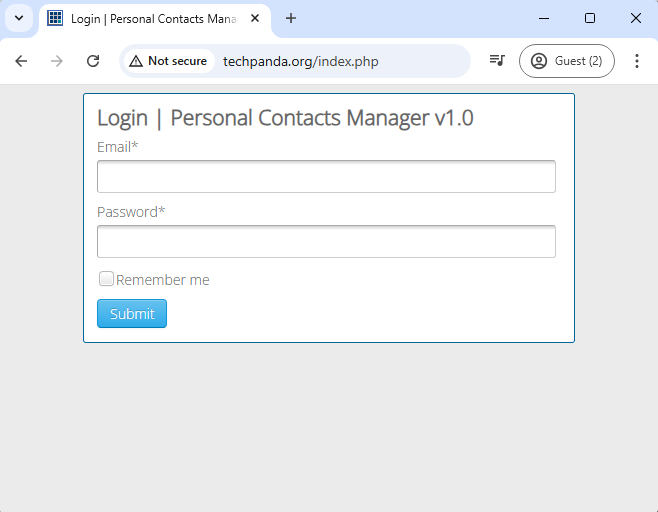 Login | Personal Contacts Mana
Not secure
techpanda.org/index.php
Guest (2)
Login | Personal Contacts Manager v1.0
Email*
Password*
Remember me
Submit